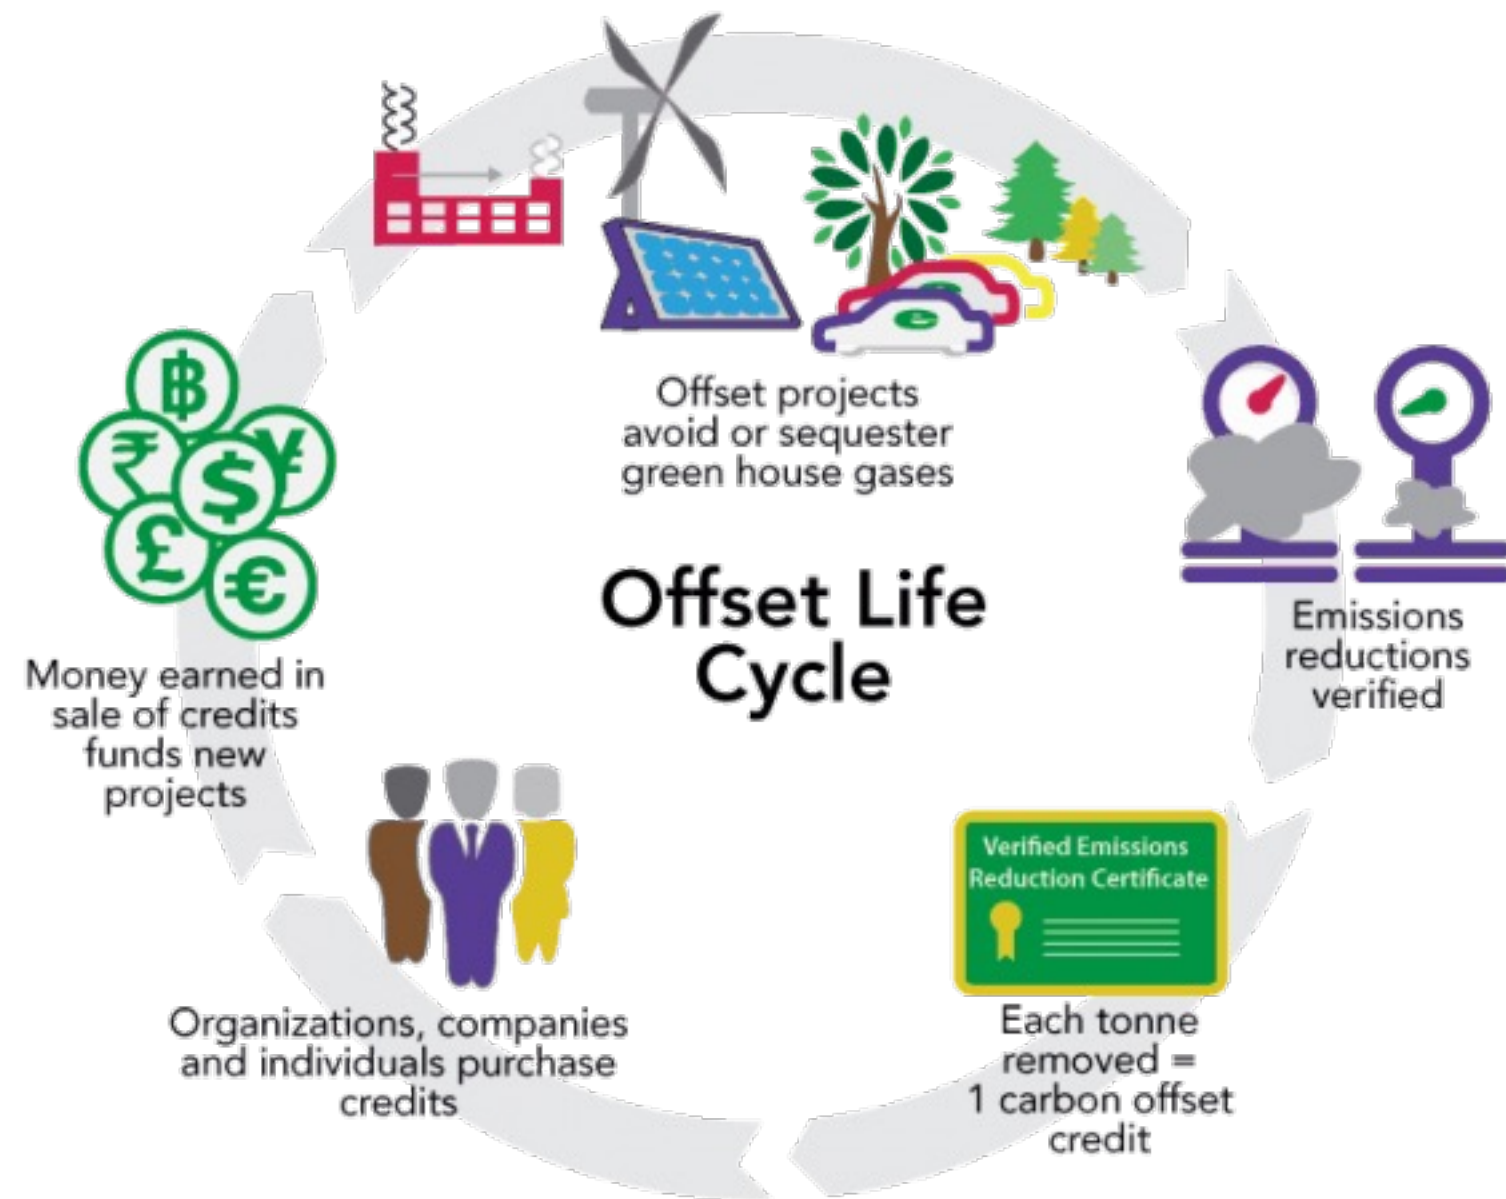 Offset projects
avoid or sequester
green house gases
Offset Life
Cycle
Emissions
reductions
verified
Verified Emissions
Reduction Certificate
Each tonne
removed =
1 carbon offset
credit
Organizations, companies
and individuals purchase
credits
฿
₹
¥
$
£
€
Money earned in
sale of credits
funds new
projects